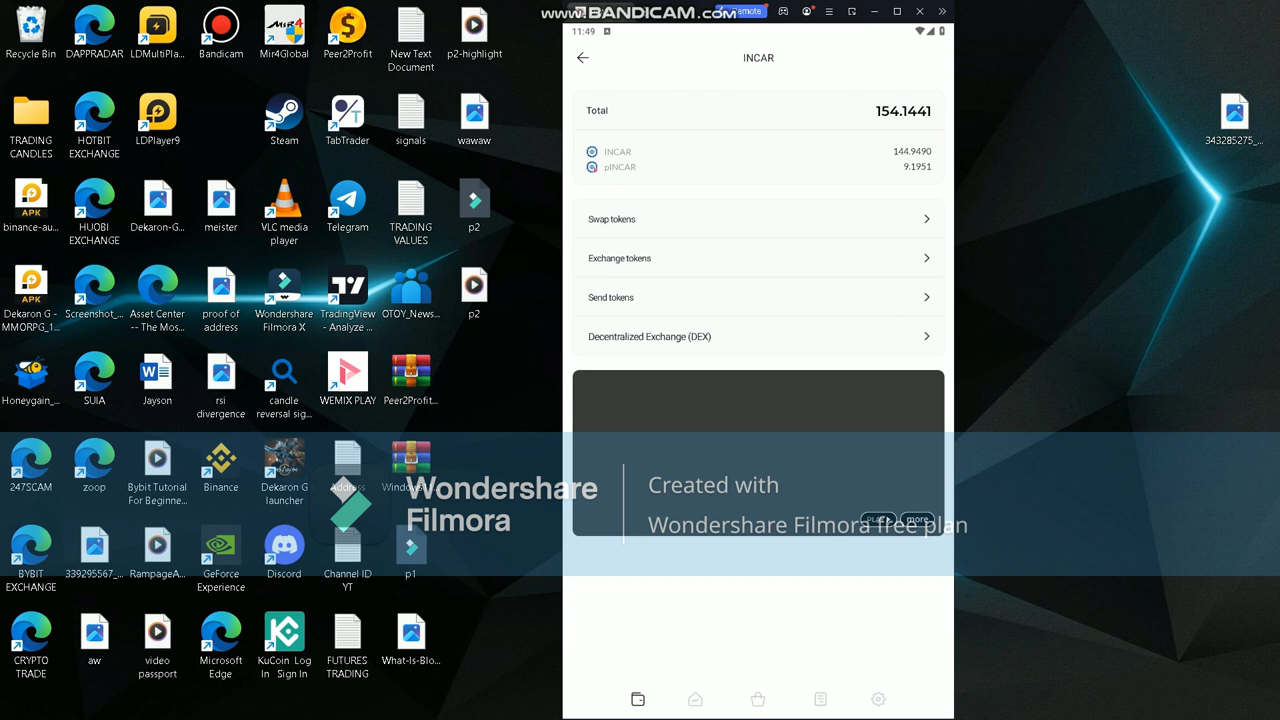 www.BANDICAM.com
Remote
Recycle Bin
DAPPRADAR
LDMultiPla...
Bandicam
Mir4Global
Peer2Profit
New Text
Document
p2-highlight
TRADING
CANDLES
HOTBIT
EXCHANGE
LDPlayer9
Steam
TabTrader
signals
wawaw
binance-au...
HUOBI
EXCHANGE
Dekaron-G...
meister
VLC media
player
Telegram
TRADING
VALUES
p2
Dekaron G -
MMORPG_1...
Screenshot_...
Asset Center
-- The Mos...
proof of
address
Wondershare
Filmora X
TradingView
- Analyze ...
OTOY_News...
p2
Honeygain_...
SUIA
Jayson
rsi
divergence
candle
reversal sig...
WEMIX PLAY
Peer2Profit...
247SCAM
zoop
Bybit Tutorial
For Beginne...
Binance
Dekaron G
launcher
Address
BYBIT
EXCHANGE
339295567_...
RampageA...
GeForce
Experience
Discord
Channel ID
YT
p1
CRYPTO
TRADE
aw
video
passport
Microsoft
Edge
KuCoin Log
In Sign In
FUTURES
TRADING
What-Is-Blo...
343285275_...
11:49
INCAR
Total 154.1441
INCAR 144.9490
pINCAR 9.1951
Swap tokens
Exchange tokens
Send tokens
Decentralized Exchange (DEX)
more
Wondershare
Filmora
Created with
Wondershare Filmora free plan